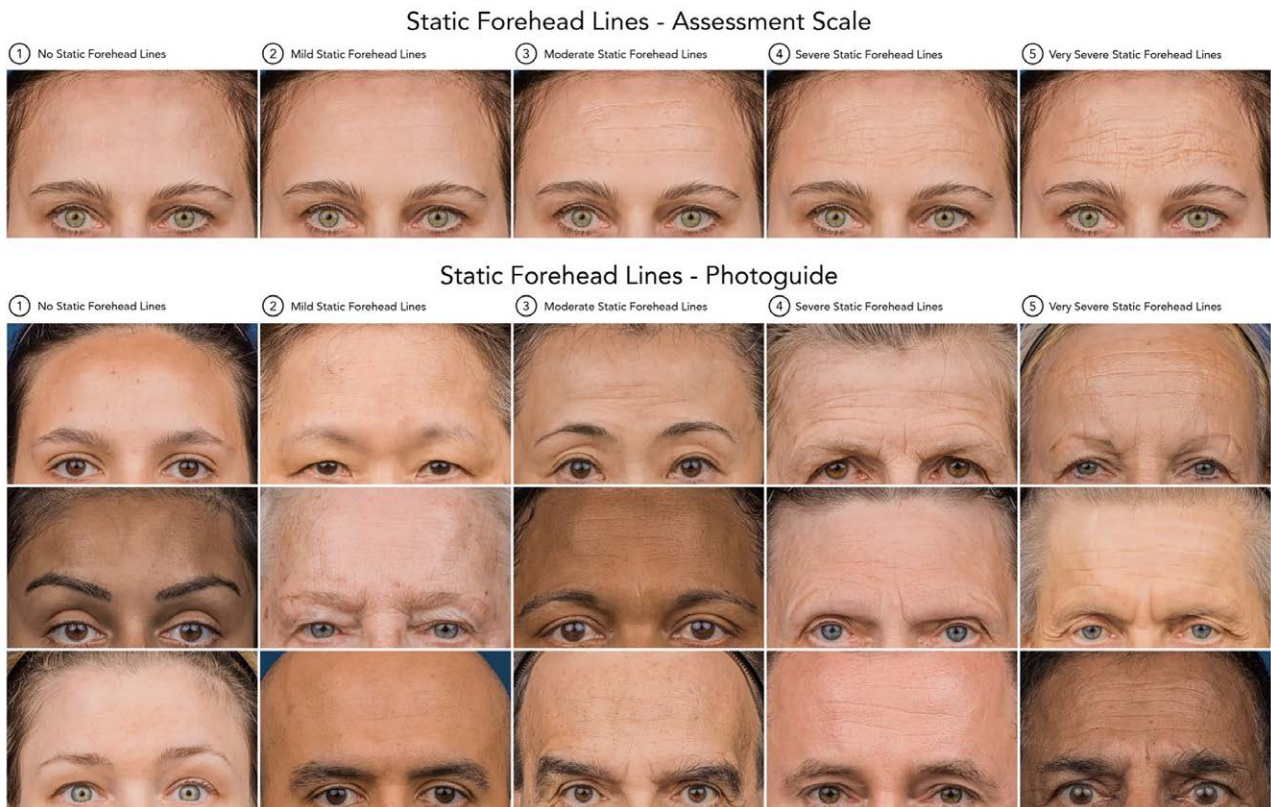 Static Forehead Lines - Assessment Scale
1 No Static Forehead Lines
2 Mild Static Forehead Lines
3 Moderate Static Forehead Lines
4 Severe Static Forehead Lines
5 Very Severe Static Forehead Lines
Static Forehead Lines - Photoguide
1 No Static Forehead Lines
2 Mild Static Forehead Lines
3 Moderate Static Forehead Lines
4 Severe Static Forehead Lines
5 Very Severe Static Forehead Lines